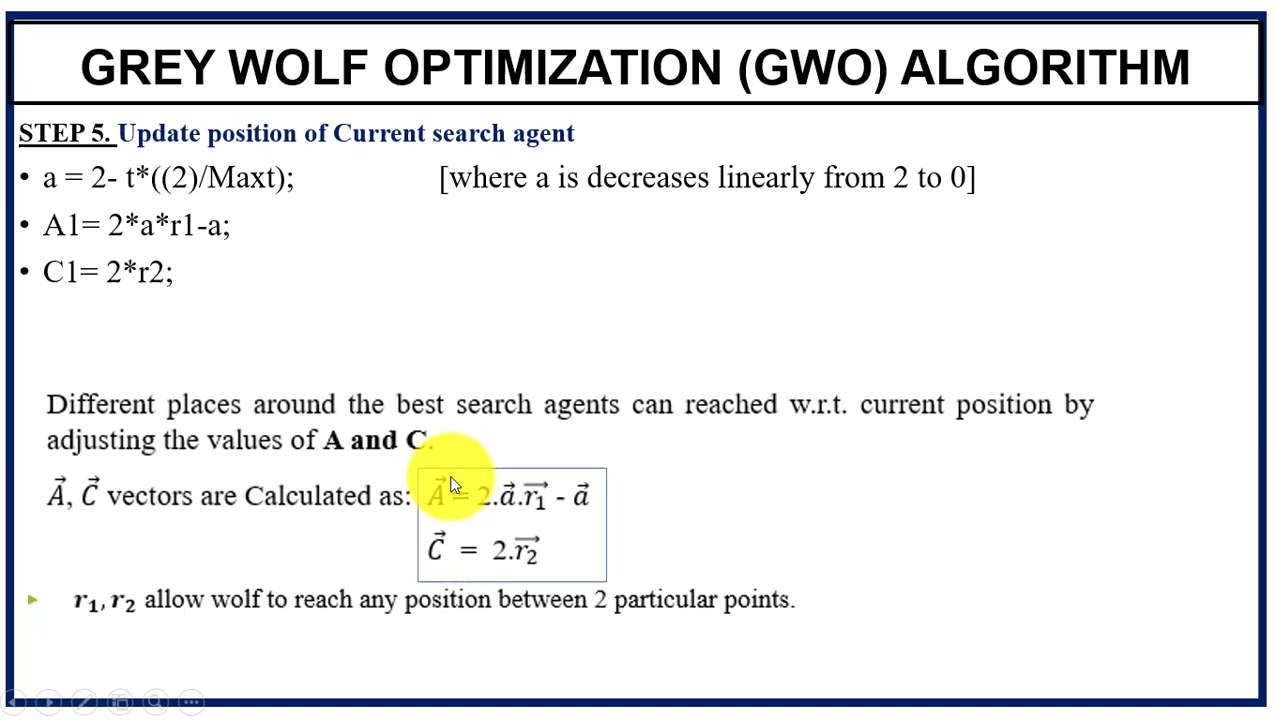 GREY WOLF OPTIMIZATION (GWO) ALGORITHM
STEP 5. Update position of Current search agent
• a = 2- t*((2)/Maxt); [where a is decreases linearly from 2 to 0]
• A1= 2*a*r1-a;
• C1= 2*r2;
Different places around the best search agents can reached w.r.t. current position by
adjusting the values of A and C.
A⃗, C⃗ vectors are Calculated as: A⃗ = 2.a⃗.r₁⃗ - a⃗
C⃗ = 2.r₂⃗
r₁, r₂ allow wolf to reach any position between 2 particular points.